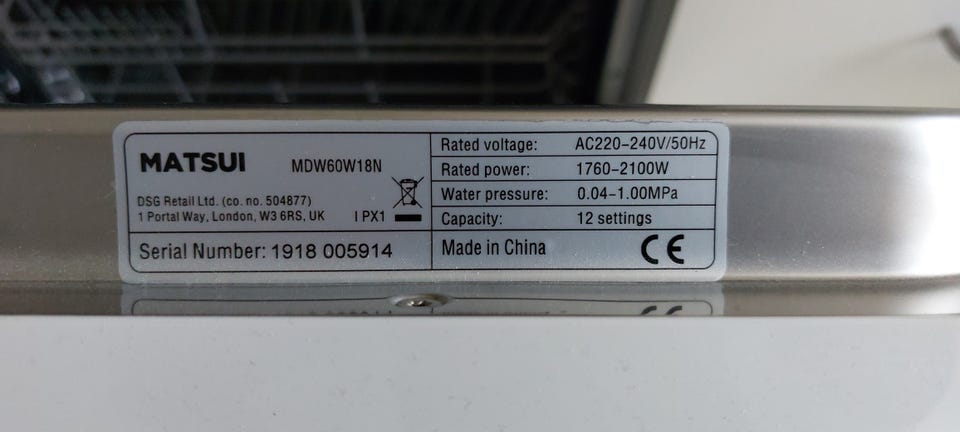 MATSUI MDW60W18N
DSG Retail Ltd. (co. no. 504877)
1 Portal Way, London, W3 6RS, UK IPX1
Serial Number: 1918 005914
Rated voltage: AC220-240V/50Hz
Rated power: 1760-2100W
Water pressure: 0.04-1.00MPa
Capacity: 12 settings
Made in China CE